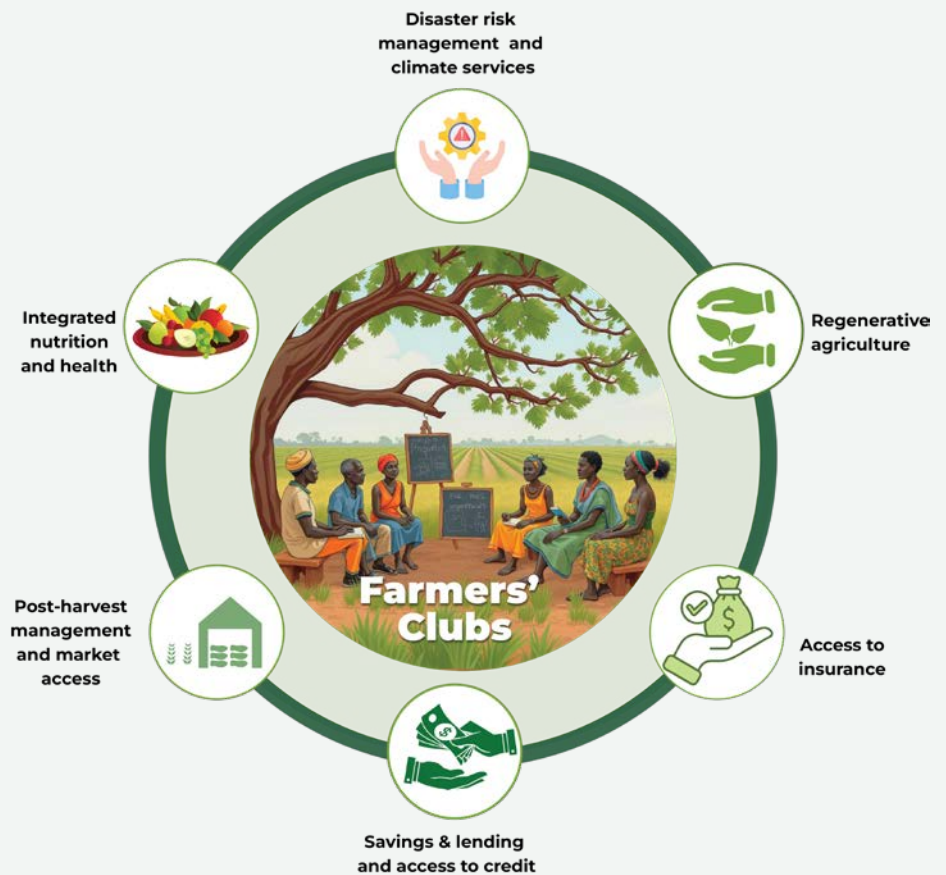 Disaster risk
management and
climate services
Regenerative
agriculture
Access to
insurance
Savings & lending
and access to credit
Post-harvest
management
and market
access
Integrated
nutrition
and health
Farmers'
Clubs
$
$